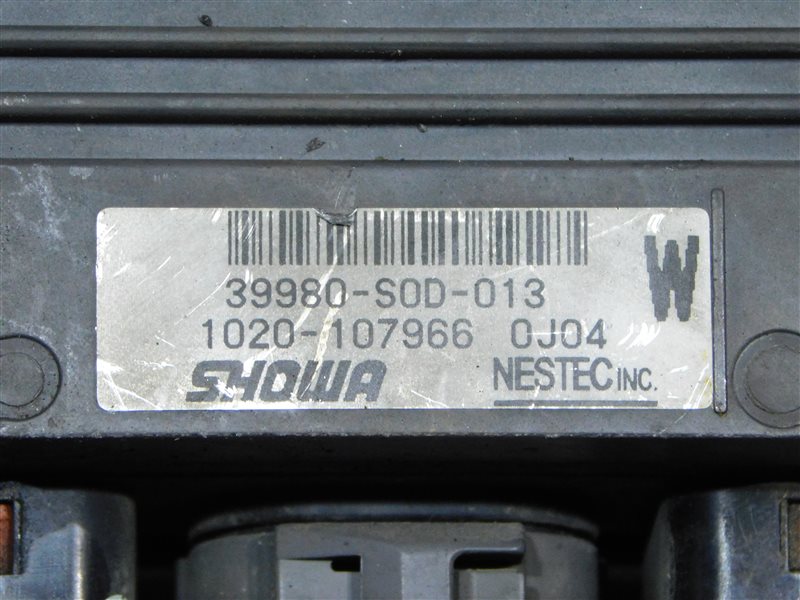 39980-S0D-013
W
1020-107966 0J04
SHOWA NESTEC INC.